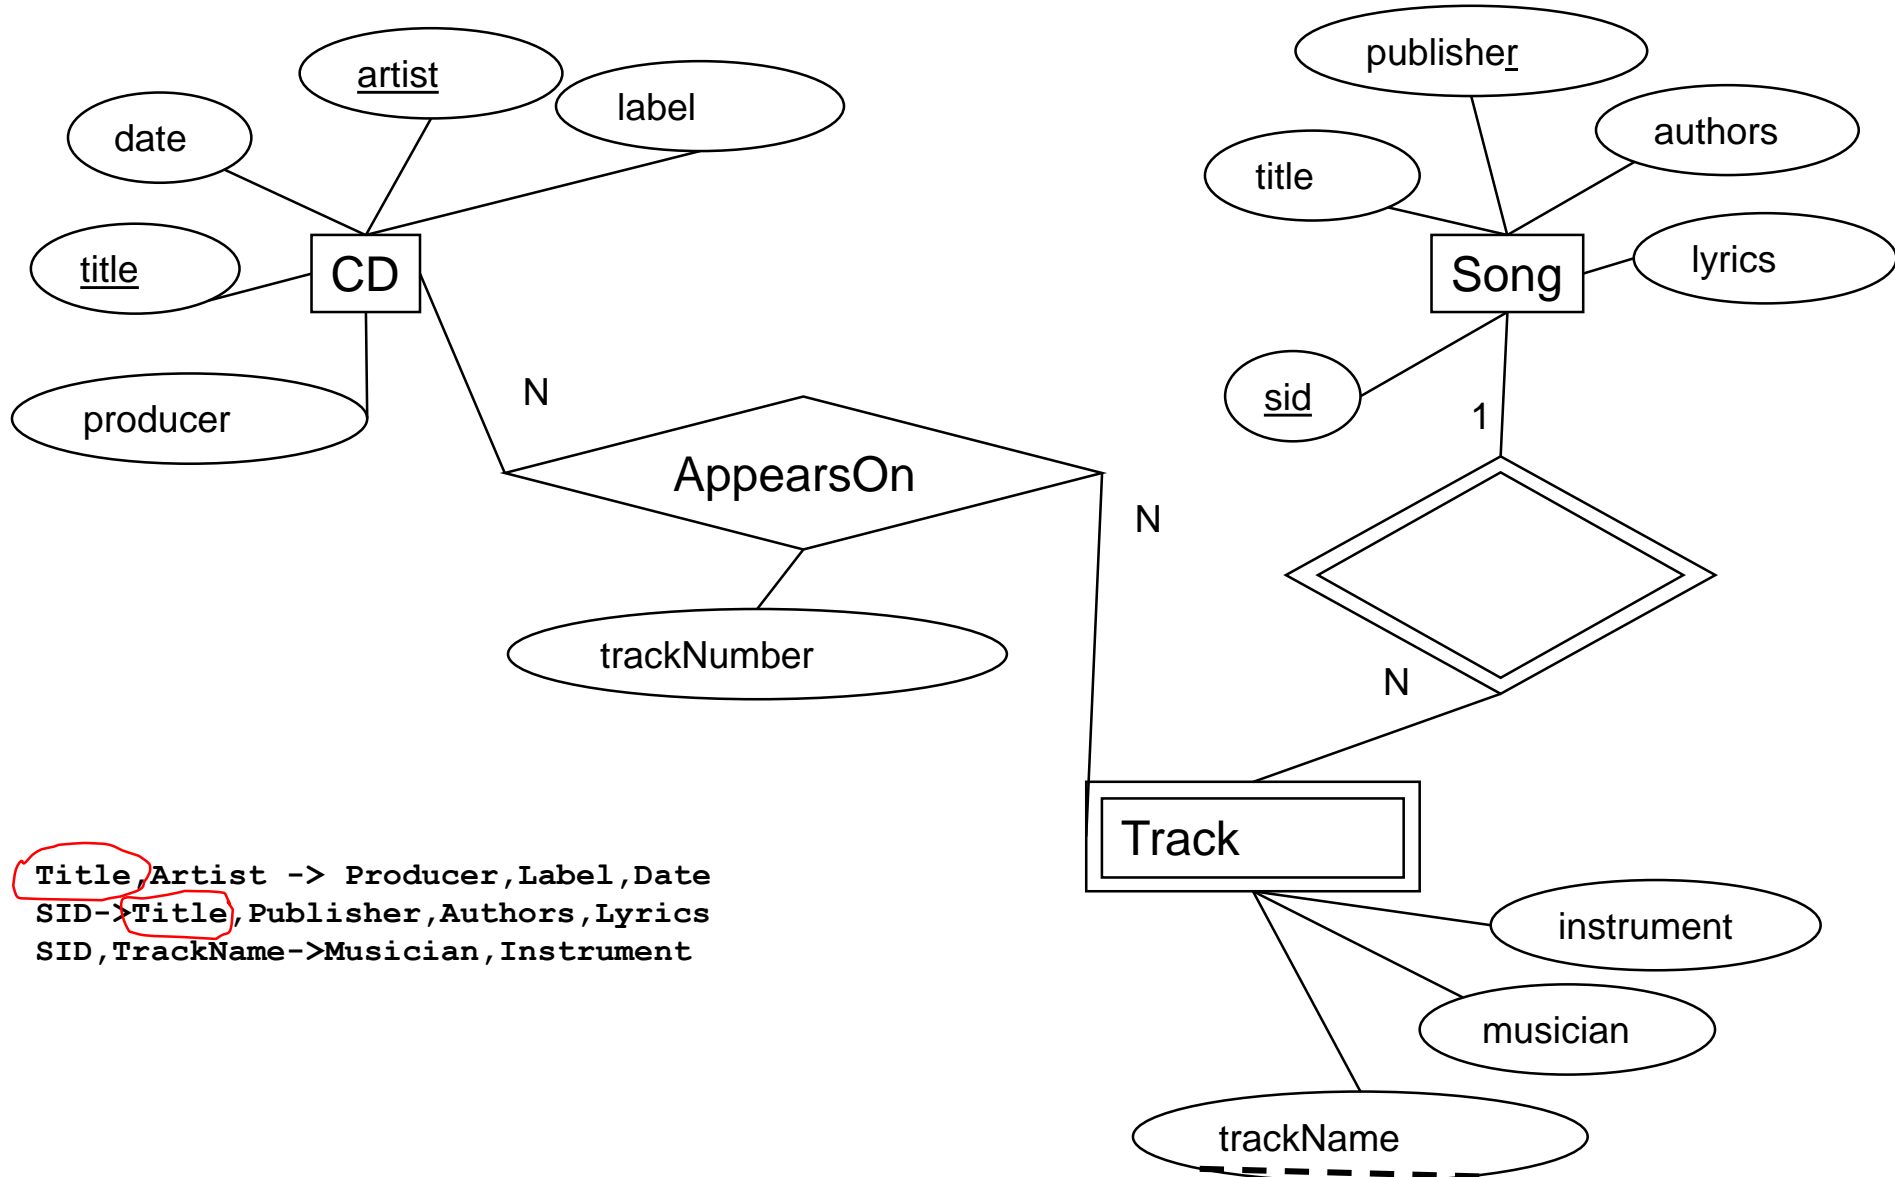 publisher
artist
label
authors
date
title
title
CD
Song
lyrics
N
sid
producer
1
AppearsOn
N
trackNumber
N
Track
Title,Artist -> Producer,Label,Date
SID->Title,Publisher,Authors,Lyrics
SID,TrackName->Musician,Instrument
instrument
musician
trackName